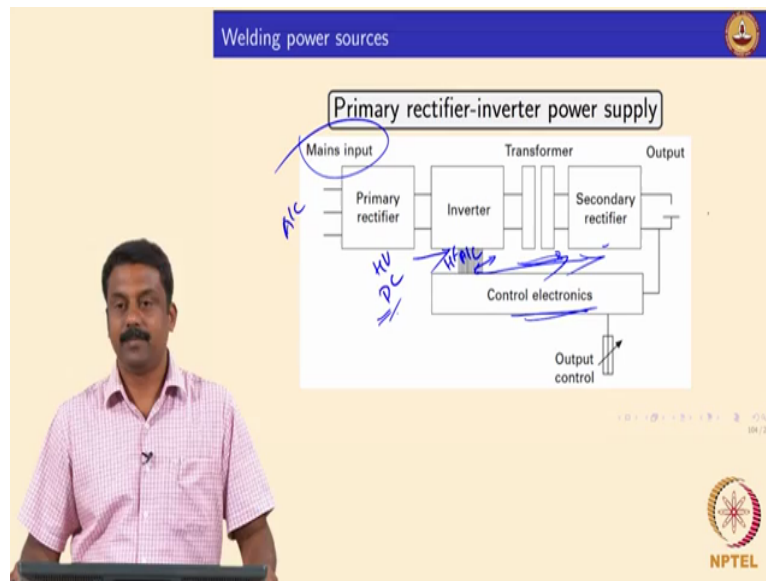 Welding power sources
Primary rectifier-inverter power supply
Mains input
Transformer
Output
Primary
rectifier
Inverter
Secondary
rectifier
A/C
HV
DC
HF A/C
Control electronics
Output
control
NPTEL